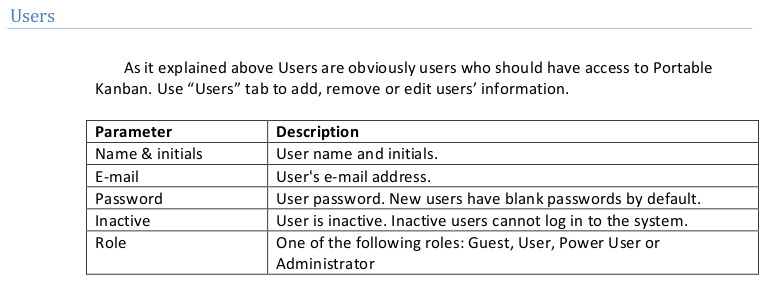 Users
As it explained above Users are obviously users who should have access to Portable
Kanban. Use “Users” tab to add, remove or edit users’ information.
Parameter Description
Name & initials User name and initials.
E-mail User's e-mail address.
Password User password. New users have blank passwords by default.
Inactive User is inactive. Inactive users cannot log in to the system.
Role One of the following roles: Guest, User, Power User or
Administrator